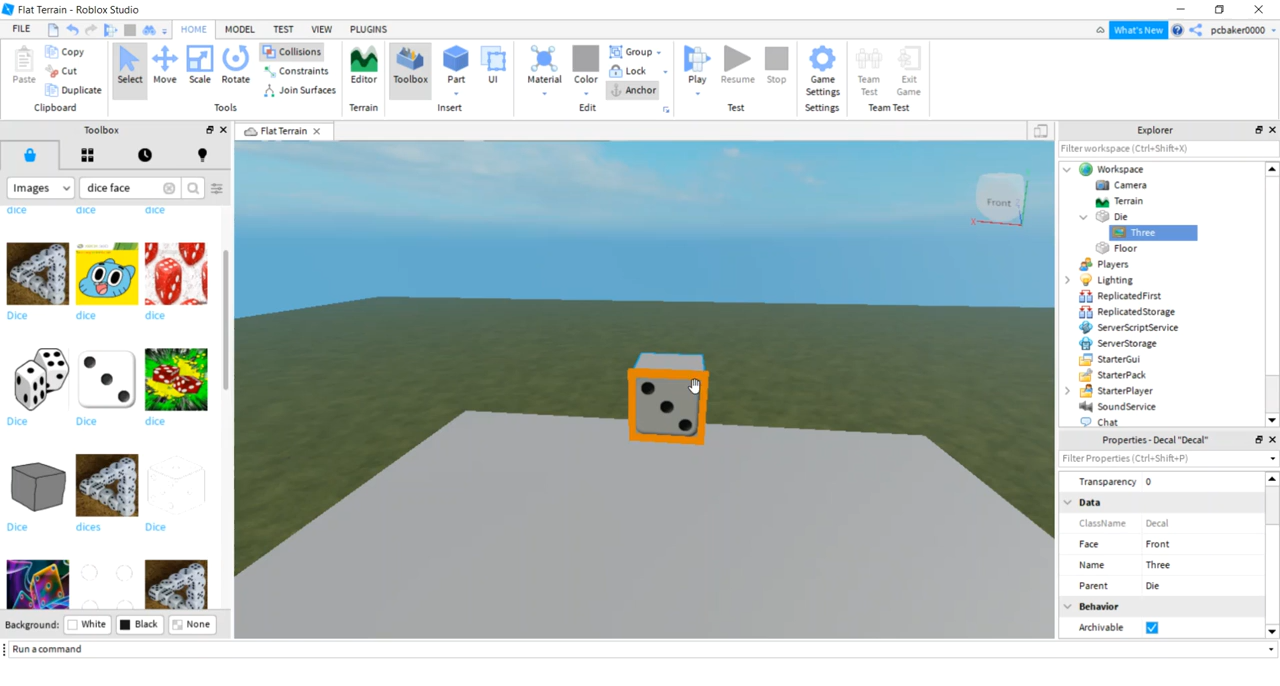 Flat Terrain - Roblox Studio
FILE HOME MODEL TEST VIEW PLUGINS What's New pcbaker0000
Paste Copy Cut Duplicate Clipboard
Select Move Scale Rotate Collisions Constraints Join Surfaces Tools
Editor Terrain
Toolbox Part UI Insert
Material Color Group Lock Anchor Edit
Play Resume Stop Test
Game Settings Settings
Team Test Exit Game Team Test
Toolbox
Images dice face
dice dice dice
Dice dice dice
Dice Dice dice
Dice dices Dice
Background: White Black None
Flat Terrain
Front
X
Explorer
Filter workspace (Ctrl+Shift+X)
Workspace
Camera
Terrain
Die
Three
Floor
Players
Lighting
ReplicatedFirst
ReplicatedStorage
ServerScriptService
ServerStorage
StarterGui
StarterPack
StarterPlayer
SoundService
Chat
Properties - Decal "Decal"
Filter Properties (Ctrl+Shift+P)
Transparency 0
Data
ClassName Decal
Face Front
Name Three
Parent Die
Behavior
Archivable
Run a command